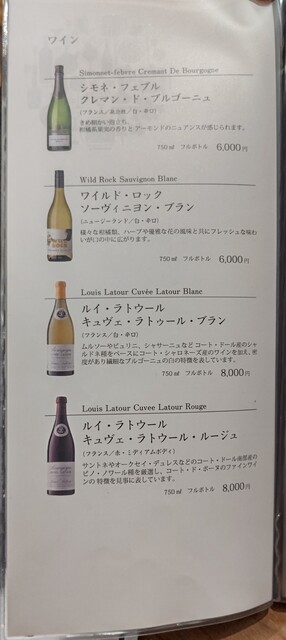 ワイン
Simonnet-febvre Cremant De Bourgogne
シモネ・フェブル
クレマン・ド・ブルゴーニュ
きめ細かい泡立ち。
柑橘系果実の香りとアーモンドのニュアンスが感じられます。
750 ml フルボトル 6,000円
Wild Rock Sauvignon Blanc
ワイルド・ロック
ソーヴィニヨン・ブラン
(ニュージーランド/白・辛口)
様々な柑橘類、ハーブや優雅な花の風味と共にフレッシュな味わ
いが口の中に広がります。
750 ml フルボトル 6,000円
Louis Latour Cuvée Latour Blanc
ルイ・ラトウール
キュヴェ・ラトゥール・ブラン
(フランス/白・辛口)
ムルソーやピュリニ、シャサーニュなど コート・ドール産のシャ
ルドネ種をベースにコート・シャロネーズ産のワインを加え、密
度があり繊細なブルゴーニュの白の特徴を表しています。
750 ml フルボトル 8,000円
Louis Latour Cuvee Latour Rouge
ルイ・ラトウール
キュヴェ・ラトゥール・ルージュ
(フランス/赤・ミディアムボディ)
サントネやオークセイ・デュレスなどのコート・ドール南部産の
ピノ・ノワール種を厳選し、コート・ド・ボーヌのファインワイ
ンの 特徴を見事に表しています。
750 ml フルボトル 8,000円